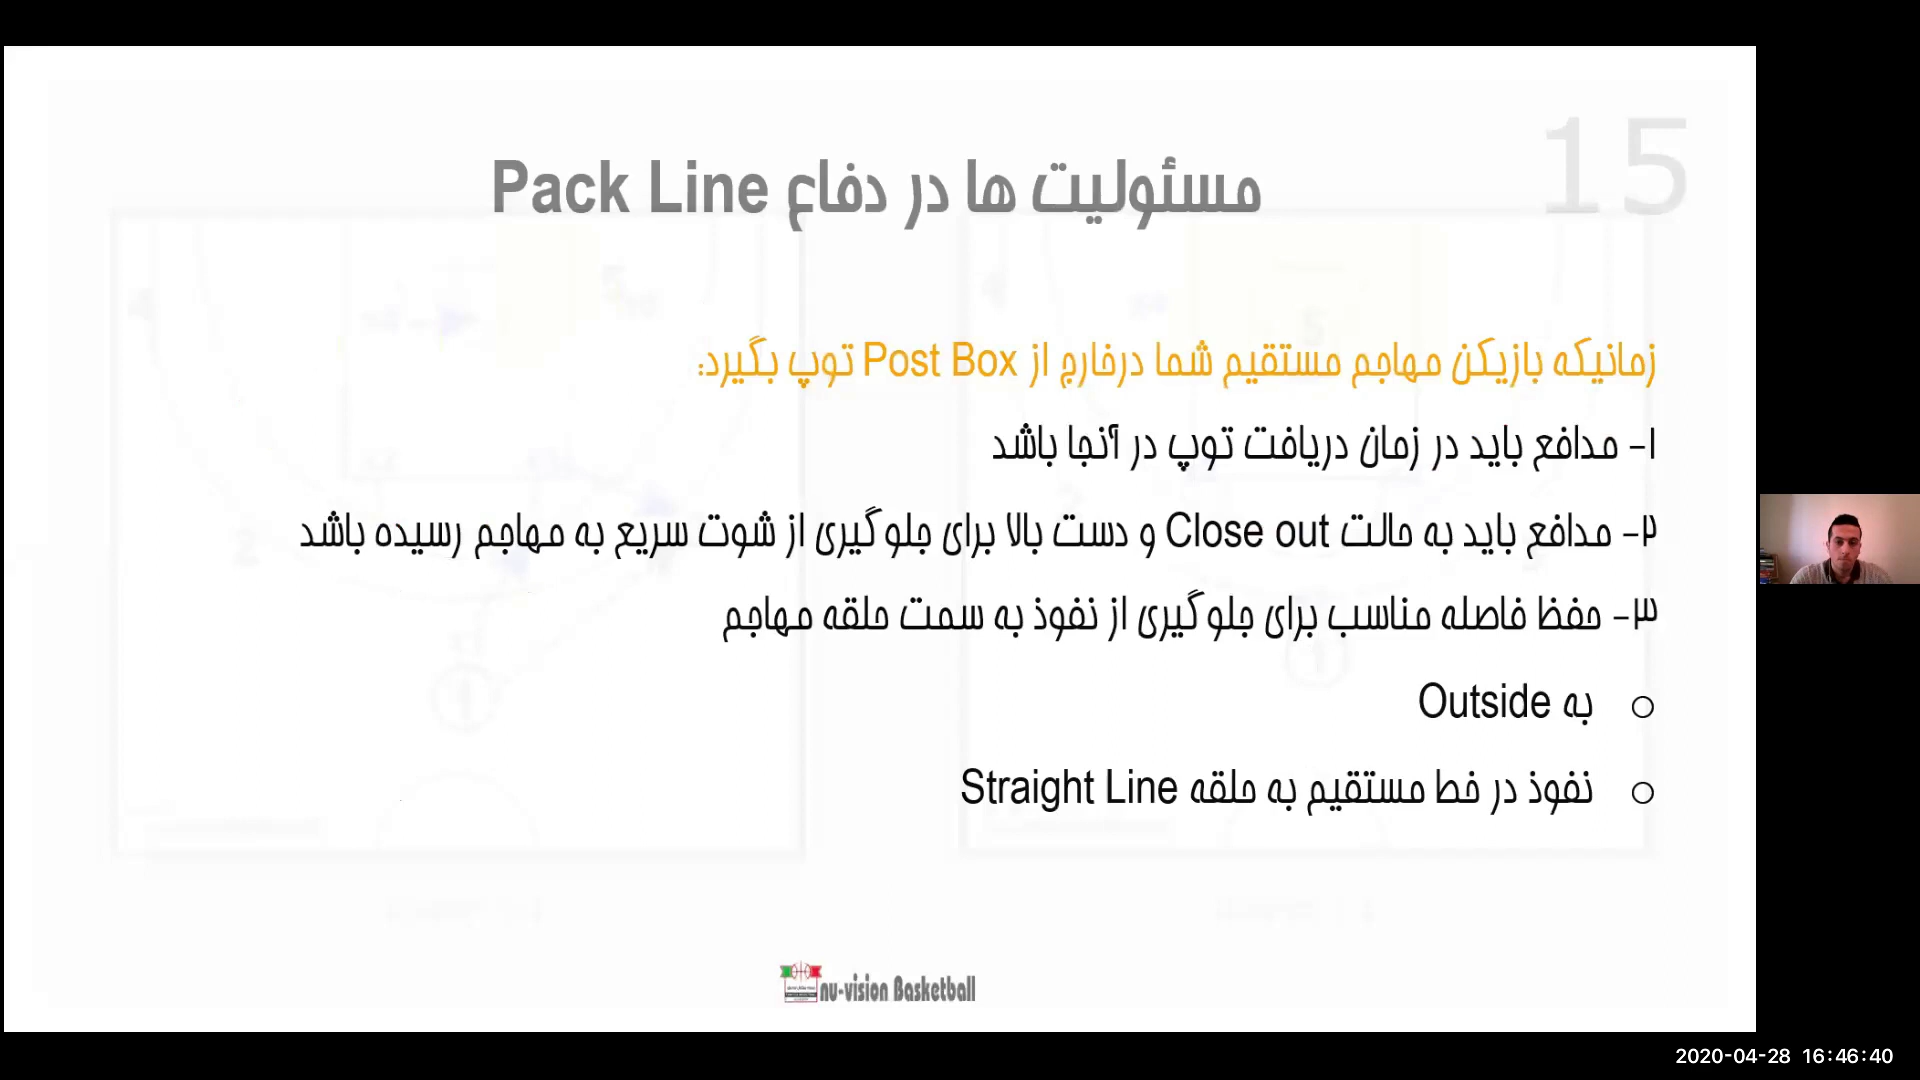 15
مسئولیت ها در دفاع Pack Line
زمانیکه بازیکن مهاجم مستقیم شما درخارج از Post Box توپ بگیرد:
۱- مدافع باید در زمان دریافت توپ در آنجا باشد
۲- مدافع باید به حالت Close out و دست بالا برای جلوگیری از شوت سریع به مهاجم رسیده باشد
۳- حفظ فاصله مناسب برای جلوگیری از نفوذ به سمت حلقه مهاجم
○ به Outside
○ نفوذ در خط مستقیم به حلقه Straight Line
nu-vision Basketball
2020-04-28 16:46:40